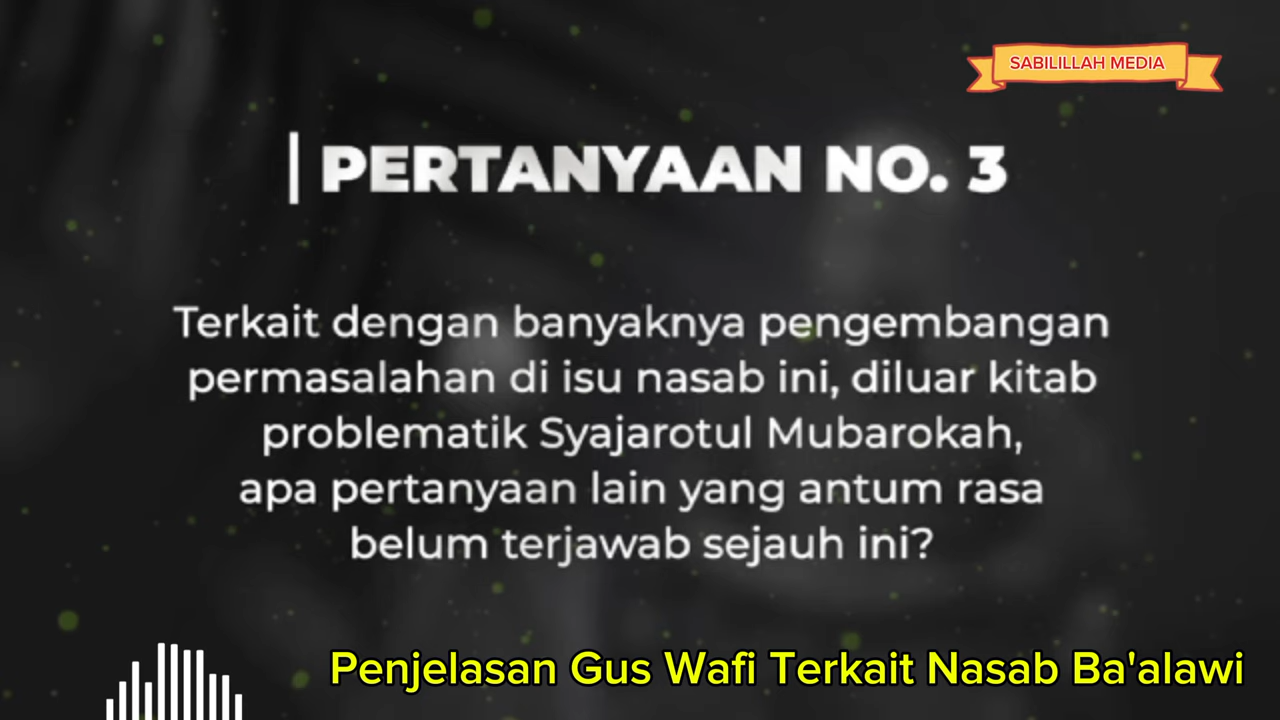 SABILILLAH MEDIA
| PERTANYAAN NO. 3
Terkait dengan banyaknya pengembangan
permasalahan di isu nasab ini, diluar kitab
problematik Syajarotul Mubarokah,
apa pertanyaan lain yang antum rasa
belum terjawab sejauh ini?
Penjelasan Gus Wafi Terkait Nasab Ba'alawi